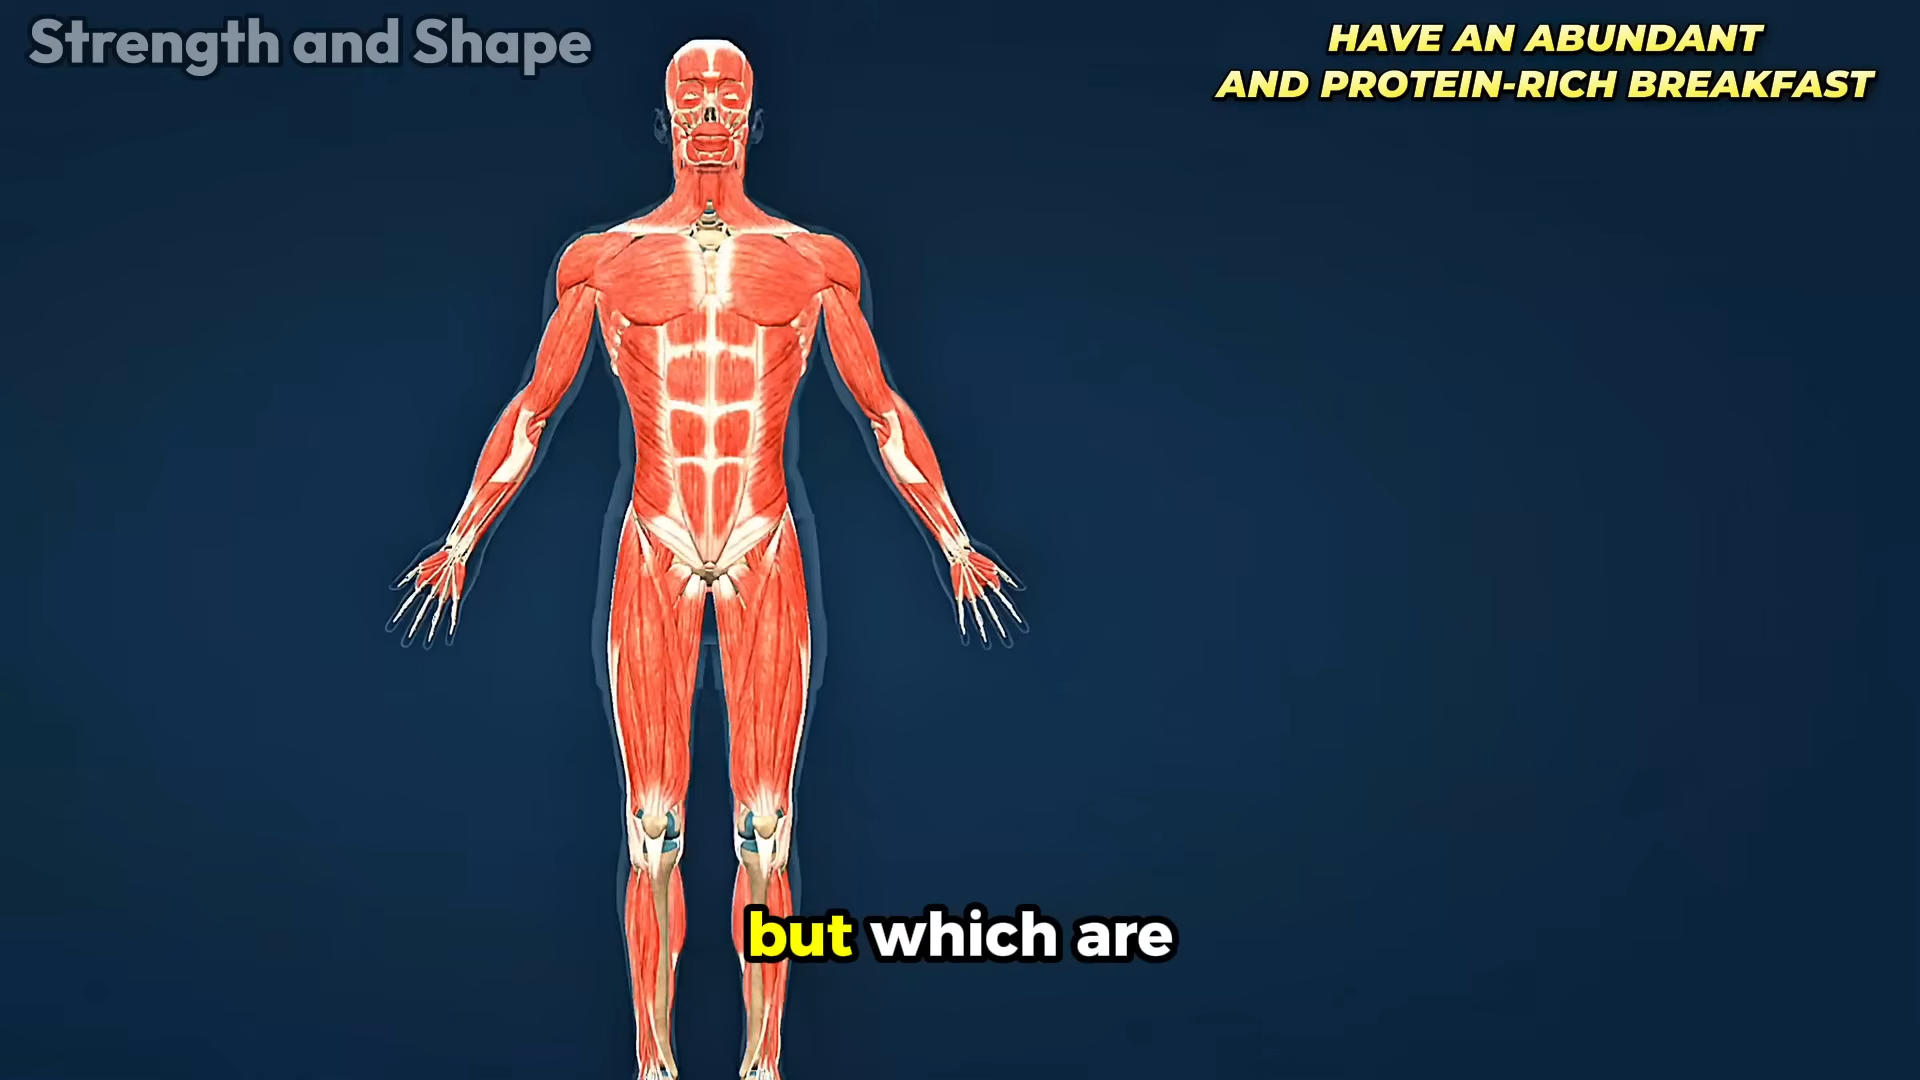 Strength and Shape
HAVE AN ABUNDANT
AND PROTEIN-RICH BREAKFAST
but which are